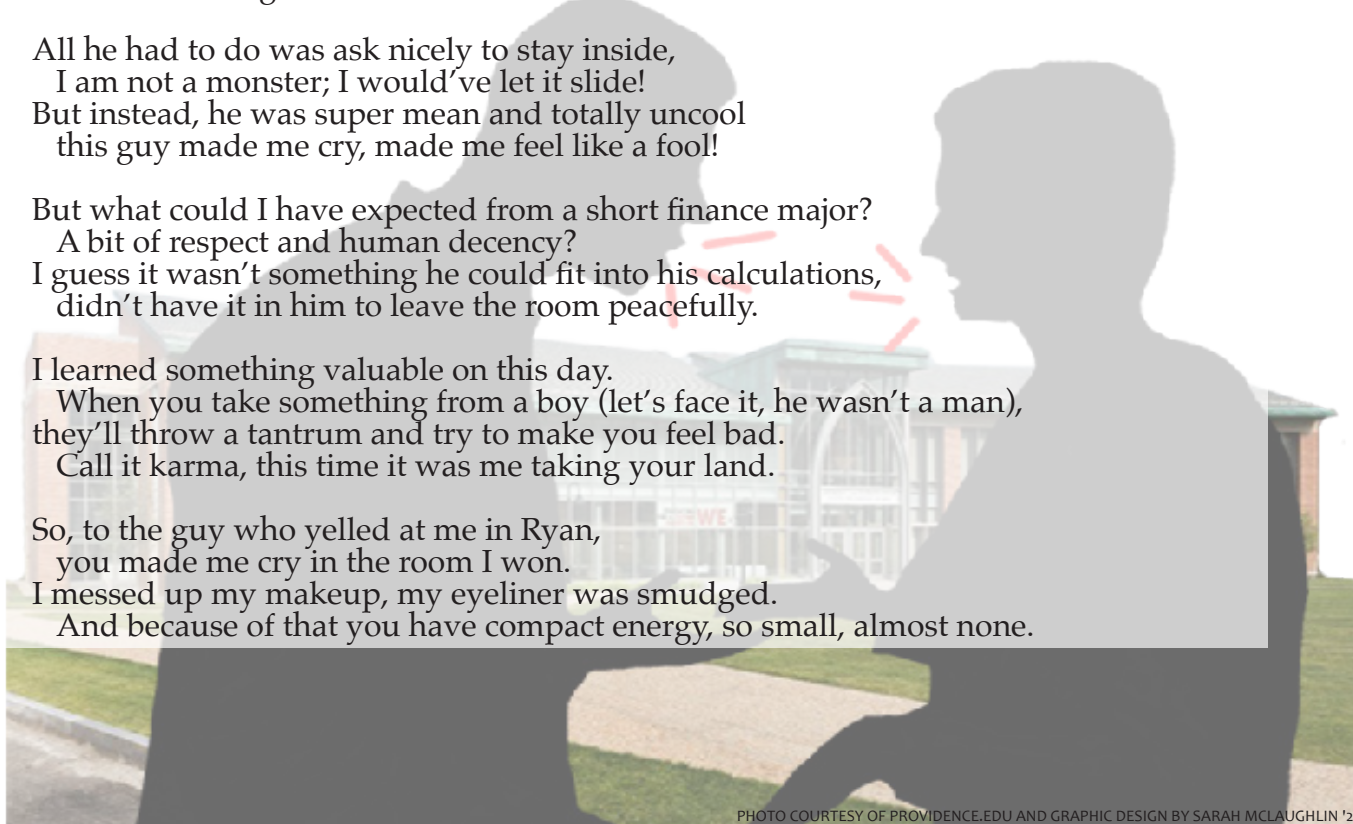 All he had to do was ask nicely to stay inside,
I am not a monster; I would’ve let it slide!
But instead, he was super mean and totally uncool
this guy made me cry, made me feel like a fool!
But what could I have expected from a short finance major?
A bit of respect and human decency?
I guess it wasn’t something he could fit into his calculations,
didn’t have it in him to leave the room peacefully.
I learned something valuable on this day.
When you take something from a boy (let’s face it, he wasn’t a man),
they’ll throw a tantrum and try to make you feel bad.
Call it karma, this time it was me taking your land.
So, to the guy who yelled at me in Ryan,
you made me cry in the room I won.
I messed up my makeup, my eyeliner was smudged.
And because of that you have compact energy, so small, almost none.
WE
PHOTO COURTESY OF PROVIDENCE.EDU AND GRAPHIC DESIGN BY SARAH MCLAUGHLIN '2